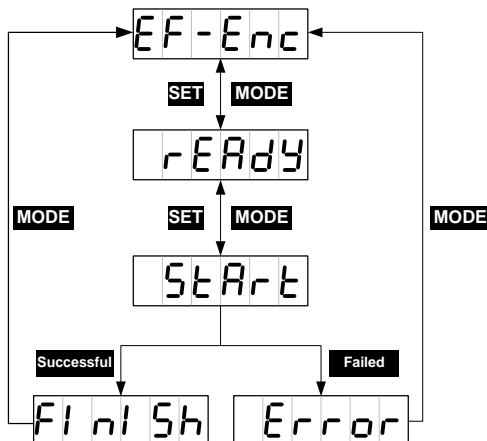 EF-Enc
SET MODE
rEAdY
MODE SET MODE MODE
StArt
Successful Failed
FInISh Error